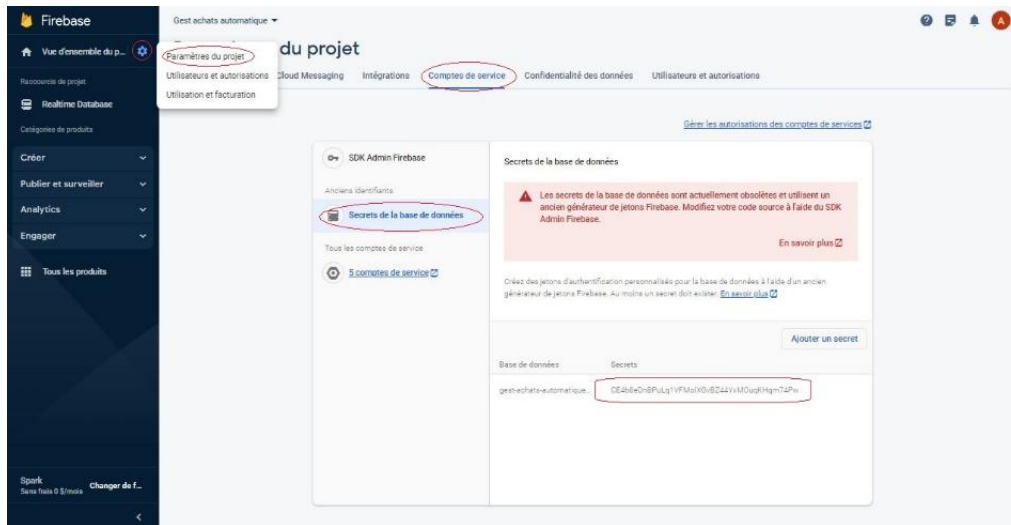 Firebase
Gest achats automatique
A
Vue d'ensemble du p...
Paramètres du projet
du projet
Raccourcis de projet
Utilisateurs et autorisations
Cloud Messaging
Intégrations
Comptes de service
Confidentialité des données
Utilisateurs et autorisations
Utilisation et facturation
Realtime Database
Catégories de produits
Créer
Publier et surveiller
Analytics
Engager
Tous les produits
Gérer les autorisations des comptes de services
SDK Admin Firebase
Anciens identifiants
Secrets de la base de données
Tous les comptes de service
5 comptes de service
Secrets de la base de données
Les secrets de la base de données sont actuellement obsolètes et utilisent un
ancien générateur de jetons Firebase. Modifiez votre code source à l'aide du SDK
Admin Firebase.
En savoir plus
Créez des jetons d'authentification personnalisés pour la base de données à l'aide d'un ancien
générateur de jetons Firebase. Au moins un secret doit exister. En savoir plus
Ajouter un secret
Base de données
Secrets
gest-achats-automatique...
Spark
Sans frais 0 $/mois
Changer de f...